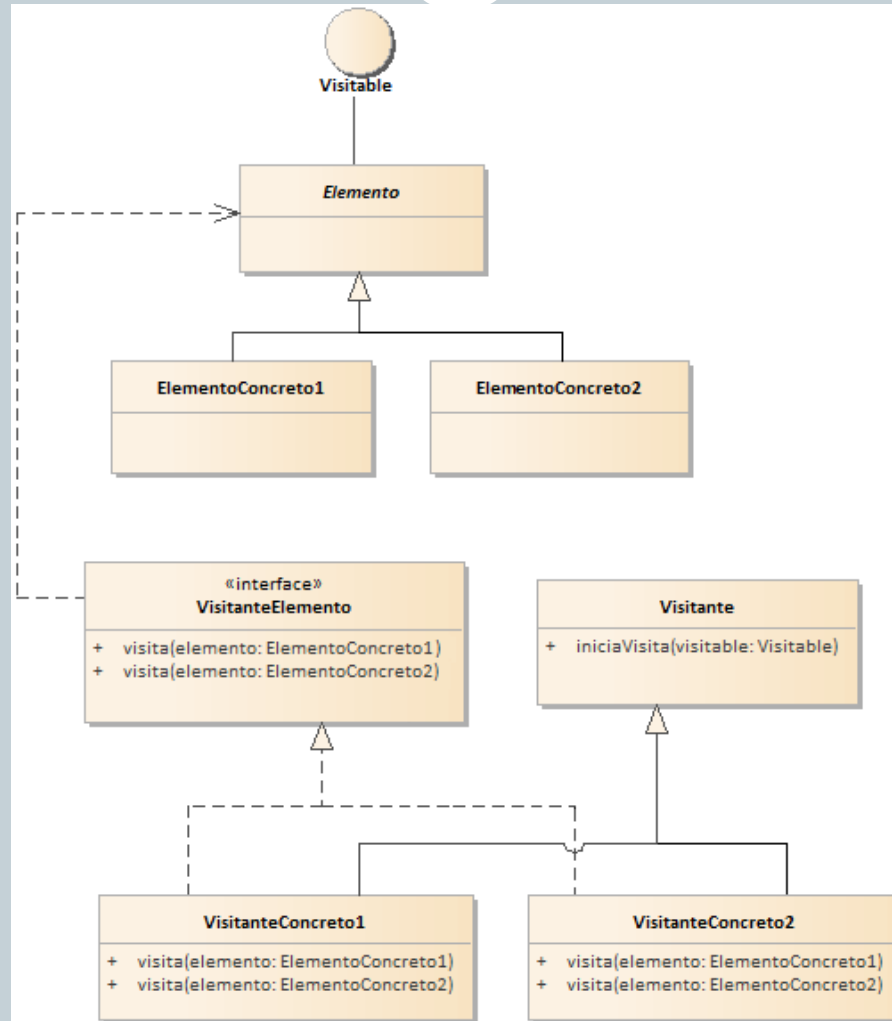 Visitable
Elemento
ElementoConcreto1
ElementoConcreto2
«interface»
VisitanteElemento
+ visita(elemento: ElementoConcreto1)
+ visita(elemento: ElementoConcreto2)
Visitante
+ iniciaVisita(visitable: Visitable)
VisitanteConcreto1
+ visita(elemento: ElementoConcreto1)
+ visita(elemento: ElementoConcreto2)
VisitanteConcreto2
+ visita(elemento: ElementoConcreto1)
+ visita(elemento: ElementoConcreto2)